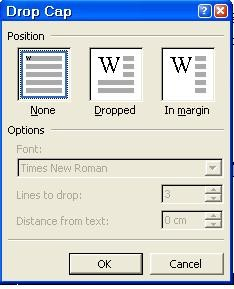 Drop Cap
Position
W W W
None Dropped In margin
Options
Font:
Times New Roman
Lines to drop: 3
Distance from text: 0 cm
OK Cancel